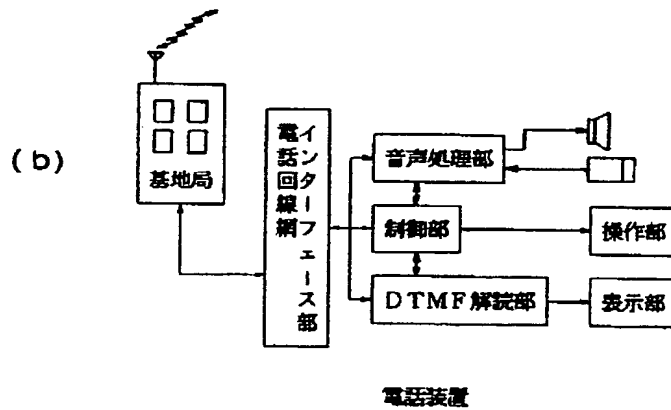 (b)
基地局
電話回線網
インターフェース部
音声処理部
制御部
操作部
DTMF解読部
表示部
電話装置